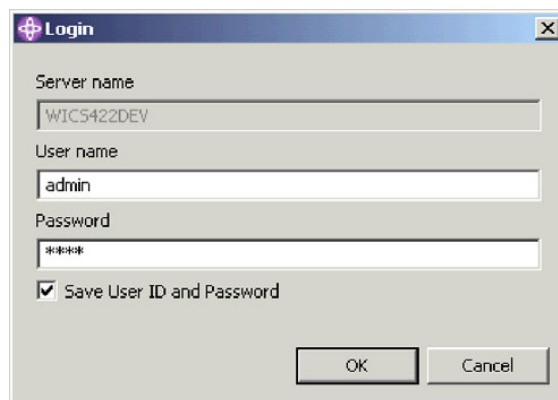 Login
Server name
WICS422DEV
User name
admin
Password
****
Save User ID and Password
OK Cancel